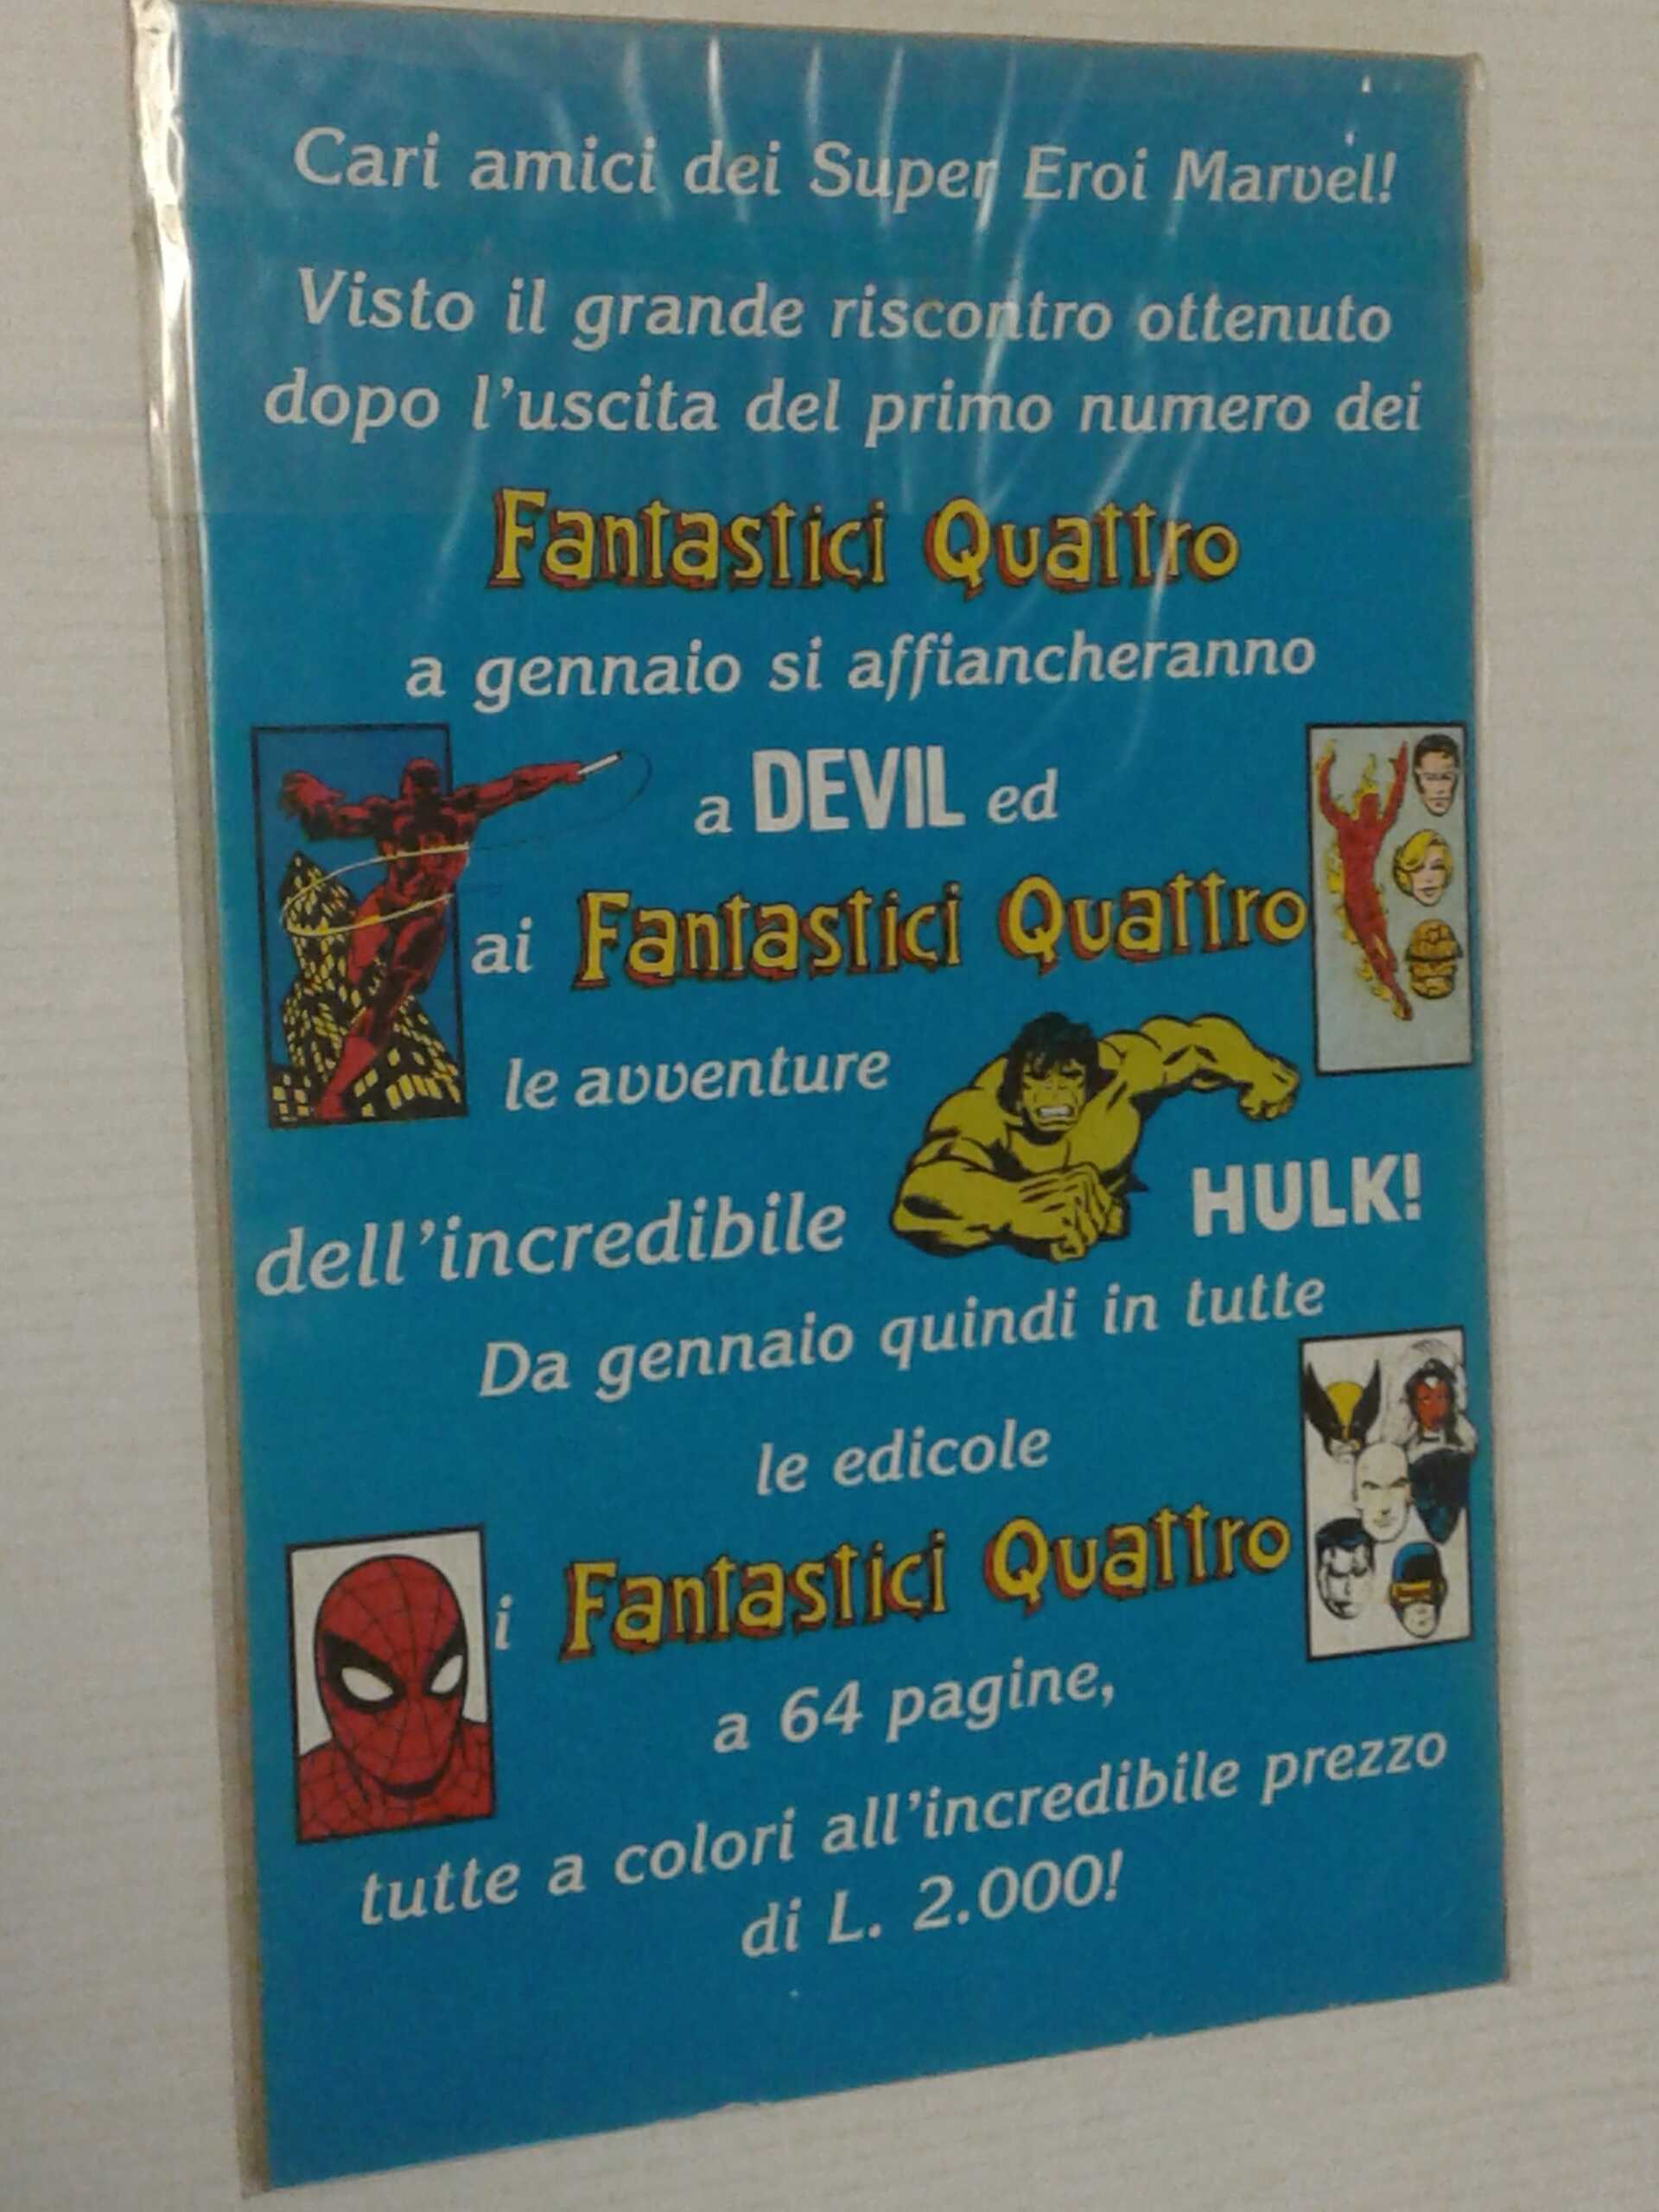 Cari amici dei Super Eroi Marvel!
Visto il grande riscontro ottenuto
dopo l'uscita del primo numero dei
Fantastici Quattro
a gennaio si affiancheranno
a DEVIL ed
ai Fantastici Quattro
le avventure
dell'incredibile HULK!
Da gennaio quindi in tutte
le edicole
i Fantastici Quattro
a 64 pagine,
tutte a colori all'incredibile prezzo
di L. 2.000!